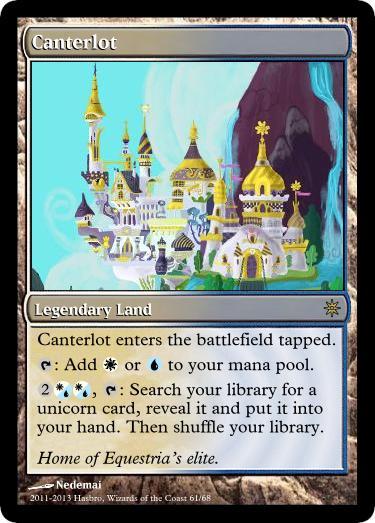 Canterlot
Legendary Land
Canterlot enters the battlefield tapped.
: Add or to your mana pool.
2 , : Search your library for a
unicorn card, reveal it and put it into
your hand. Then shuffle your library.
Home of Equestria's elite.
Nedemai
2011-2013 Hasbro, Wizards of the Coast 61/68